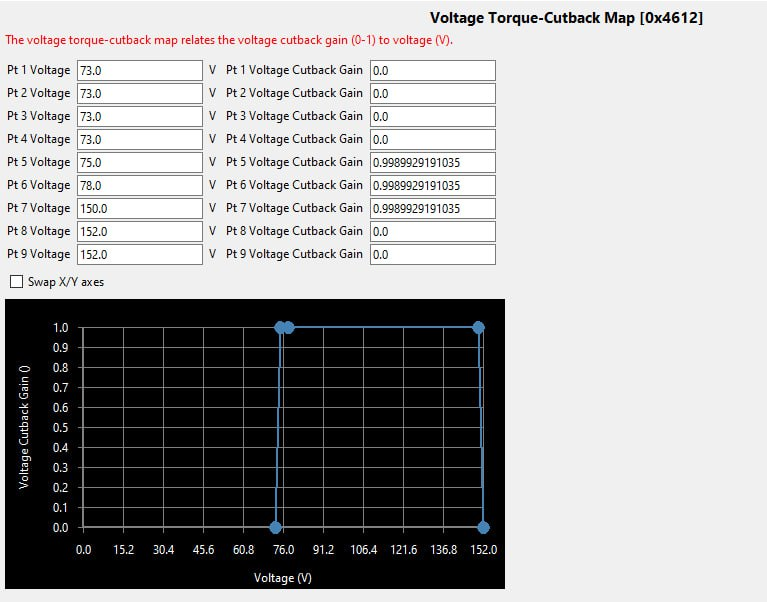 Voltage Torque-Cutback Map [0x4612]
The voltage torque-cutback map relates the voltage cutback gain (0-1) to voltage (V).
Pt 1 Voltage 73.0 V Pt 1 Voltage Cutback Gain 0.0
Pt 2 Voltage 73.0 V Pt 2 Voltage Cutback Gain 0.0
Pt 3 Voltage 73.0 V Pt 3 Voltage Cutback Gain 0.0
Pt 4 Voltage 73.0 V Pt 4 Voltage Cutback Gain 0.0
Pt 5 Voltage 75.0 V Pt 5 Voltage Cutback Gain 0.9989929191035
Pt 6 Voltage 78.0 V Pt 6 Voltage Cutback Gain 0.9989929191035
Pt 7 Voltage 150.0 V Pt 7 Voltage Cutback Gain 0.9989929191035
Pt 8 Voltage 152.0 V Pt 8 Voltage Cutback Gain 0.0
Pt 9 Voltage 152.0 V Pt 9 Voltage Cutback Gain 0.0
Swap X/Y axes
Voltage Cutback Gain ()
1.0
0.9
0.8
0.7
0.6
0.5
0.4
0.3
0.2
0.1
0.0
0.0 15.2 30.4 45.6 60.8 76.0 91.2 106.4 121.6 136.8 152.0
Voltage (V)